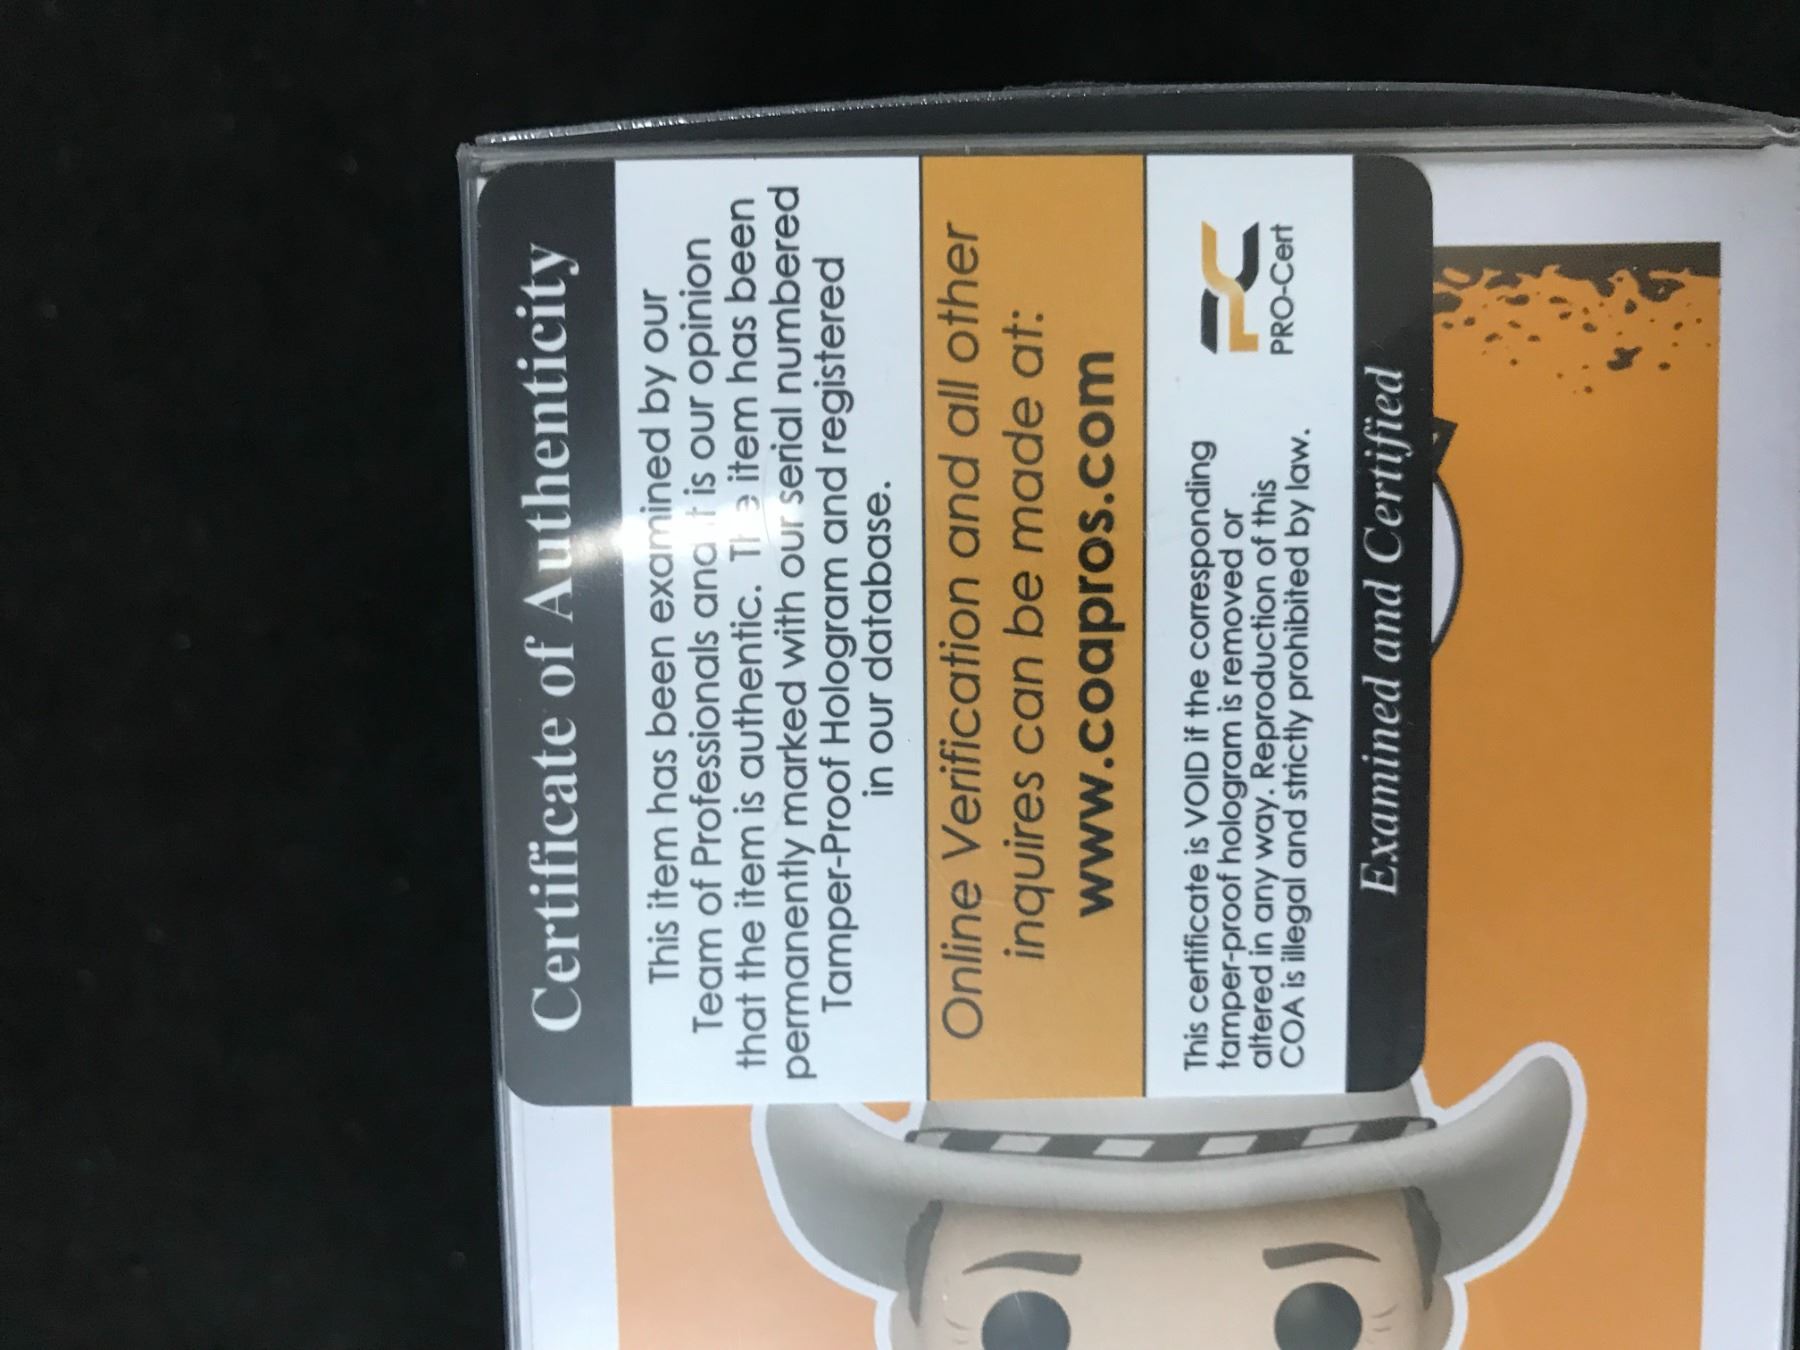 Certificate of Authenticity
This item has been examined by our
Team of Professionals and it is our opinion
that the item is authentic. The item has been
permanently marked with our serial numbered
Tamper-Proof Hologram and registered
in our database.
Online Verification and all other
inquires can be made at:
www.coapros.com
This certificate is VOID if the corresponding
tamper-proof hologram is removed or
altered in any way. Reproduction of this
COA is illegal and strictly prohibited by law.
PC
PRO-Cert
Examined and Certified